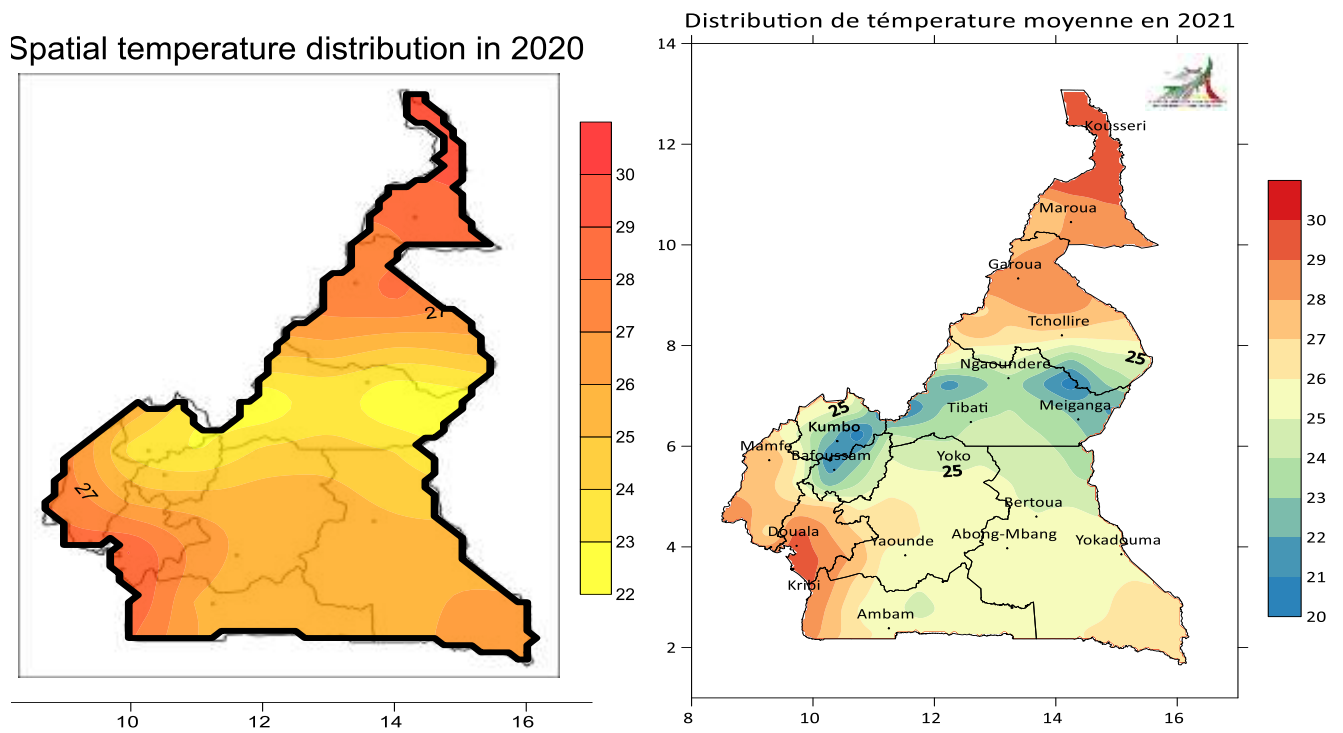 Spatial temperature distribution in 2020
27
27
30
29
28
27
26
25
24
23
22
10
12
14
16
Distribution de témperature moyenne en 2021
14
12
10
8
6
4
2
8
10
12
14
16
Kousseri
Maroua
Garoua
Tchollire
25
Ngaoundere
Tibati
Meiganga
25
Kumbo
Mamfe
Bafoussam
Yoko
25
Bertoua
Douala
Yaounde
Abong-Mbang
Yokadouma
Kribi
Ambam
30
29
28
27
26
25
24
23
22
21
20